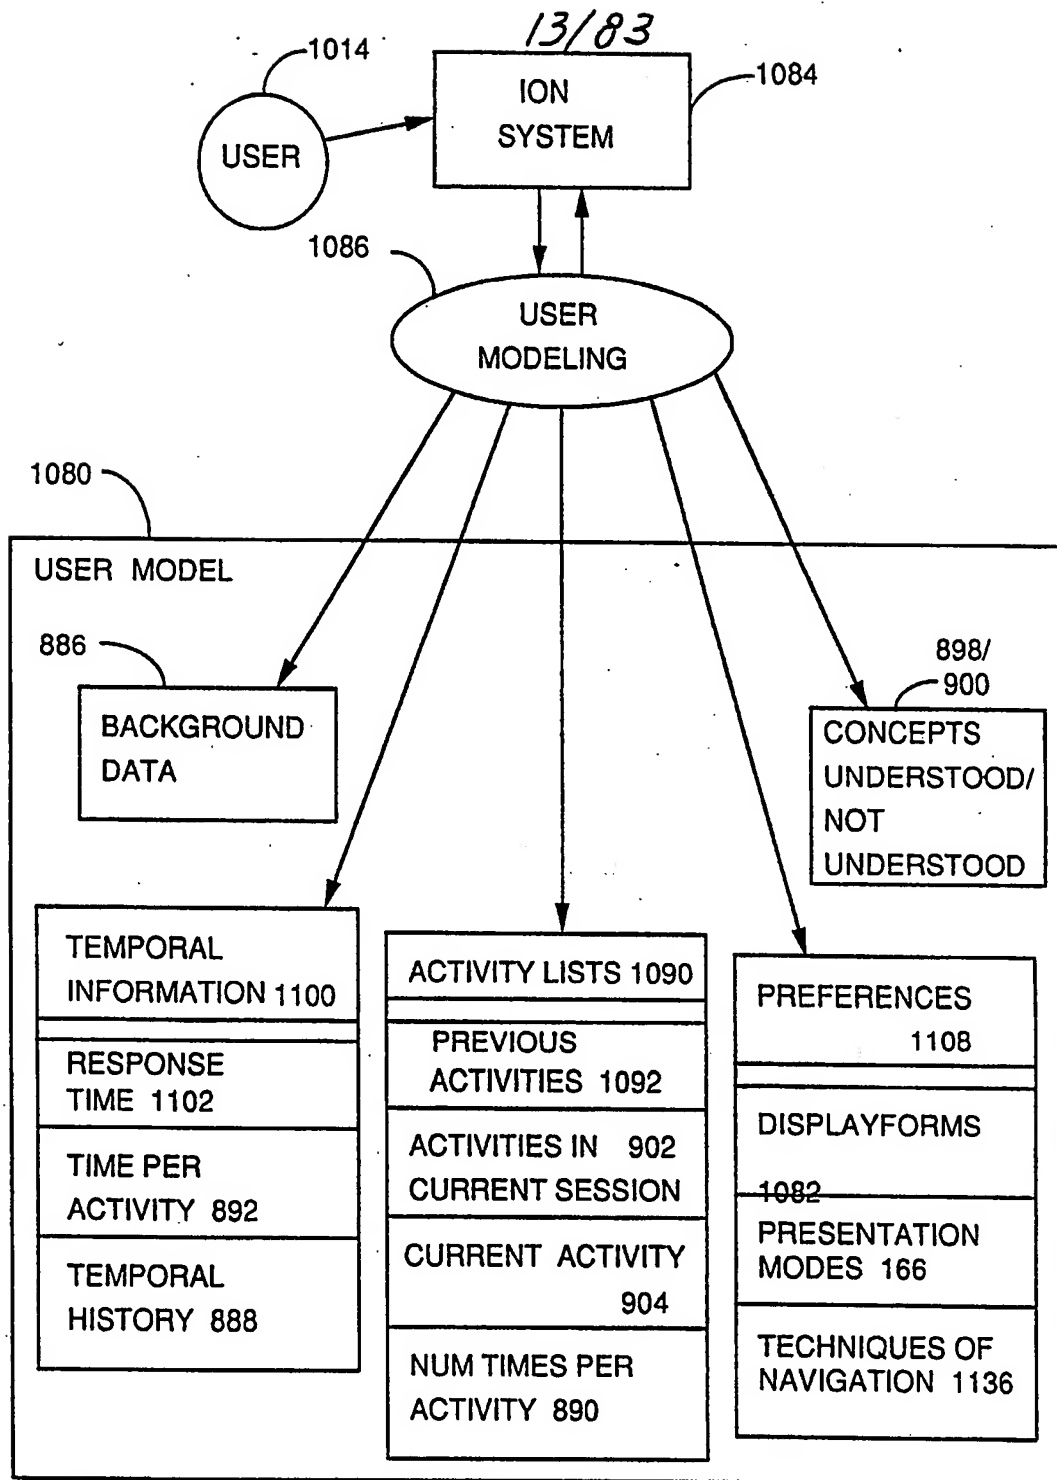 13/83
1014
ION
SYSTEM
1084
USER
1086
USER
MODELING
1080
USER MODEL
886
BACKGROUND
DATA
898/
900
CONCEPTS
UNDERSTOOD/
NOT
UNDERSTOOD
TEMPORAL
INFORMATION 1100
RESPONSE
TIME 1102
TIME PER
ACTIVITY 892
TEMPORAL
HISTORY 888
ACTIVITY LISTS 1090
PREVIOUS
ACTIVITIES 1092
ACTIVITIES IN 902
CURRENT SESSION
CURRENT ACTIVITY
904
NUM TIMES PER
ACTIVITY 890
PREFERENCES
1108
DISPLAYFORMS
1082
PRESENTATION
MODES 166
TECHNIQUES OF
NAVIGATION 1136